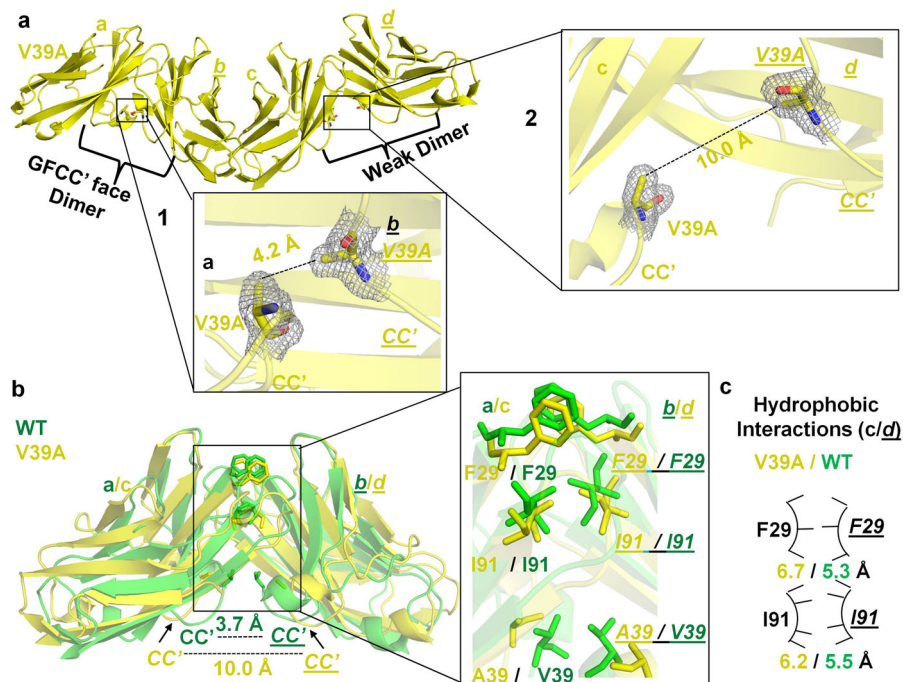 a
V39A
a
b
c
d
GFCC' face
Dimer
1
Weak Dimer
a
4.2 Å
b
V39A
V39A
CC'
CC'
2
c
V39A
d
10.0 Å
V39A
CC'
CC'
b
WT
V39A
a/c
b/d
3.7 Å
CC'
CC'
CC'
CC'
10.0 Å
a/c
b/d
F29 / F29
F29 / F29
I91 / I91
I91 / I91
A39 / V39
A39 / V39
c
Hydrophobic
Interactions (c/d)
V39A / WT
F29
F29
6.7 / 5.3 Å
I91
I91
6.2 / 5.5 Å